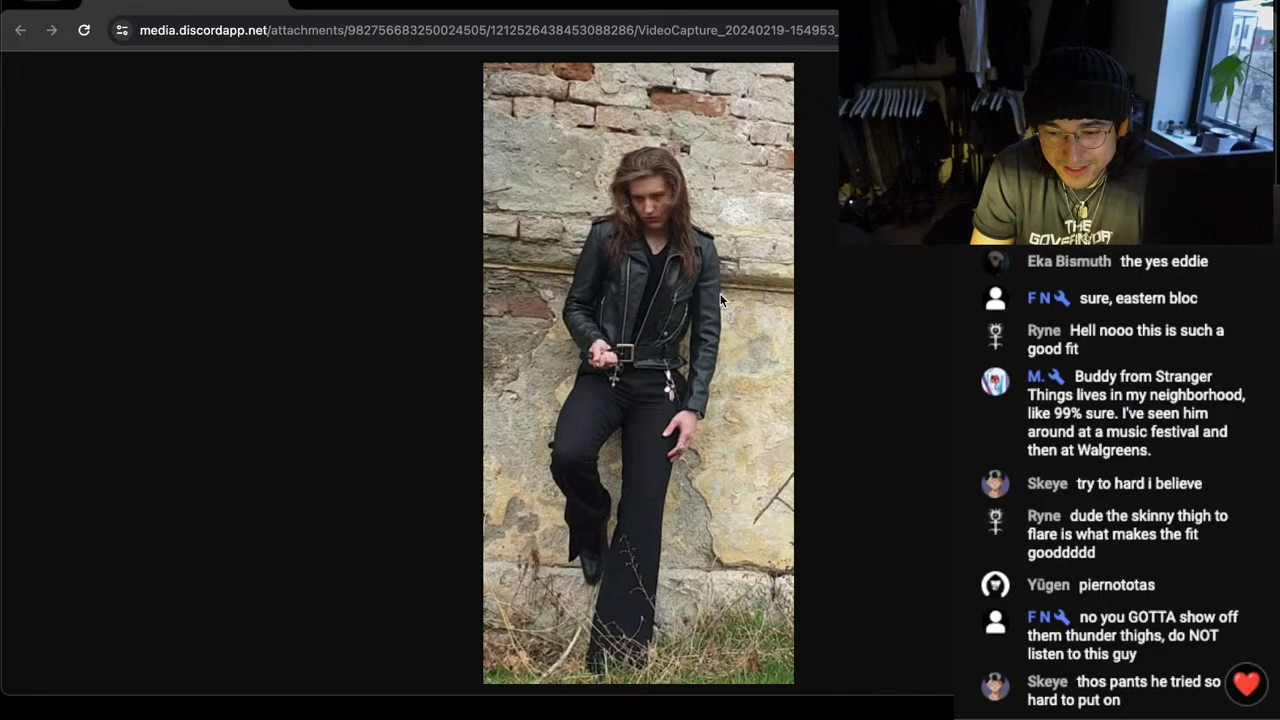 media.discordapp.net/attachments/982756683250024505/1212526438453088286/VideoCapture_20240219-154953_
THE
GOVERNOR
Eka Bismuth the yes eddie
F N sure, eastern bloc
Ryne Hell nooo this is such a
good fit
M. Buddy from Stranger
Things lives in my neighborhood,
like 99% sure. I've seen him
around at a music festival and
then at Walgreens.
Skeye try to hard i believe
Ryne dude the skinny thigh to
flare is what makes the fit
gooddddd
Yūgen piernototas
F N no you GOTTA show off
them thunder thighs, do NOT
listen to this guy
Skeye thos pants he tried so
hard to put on